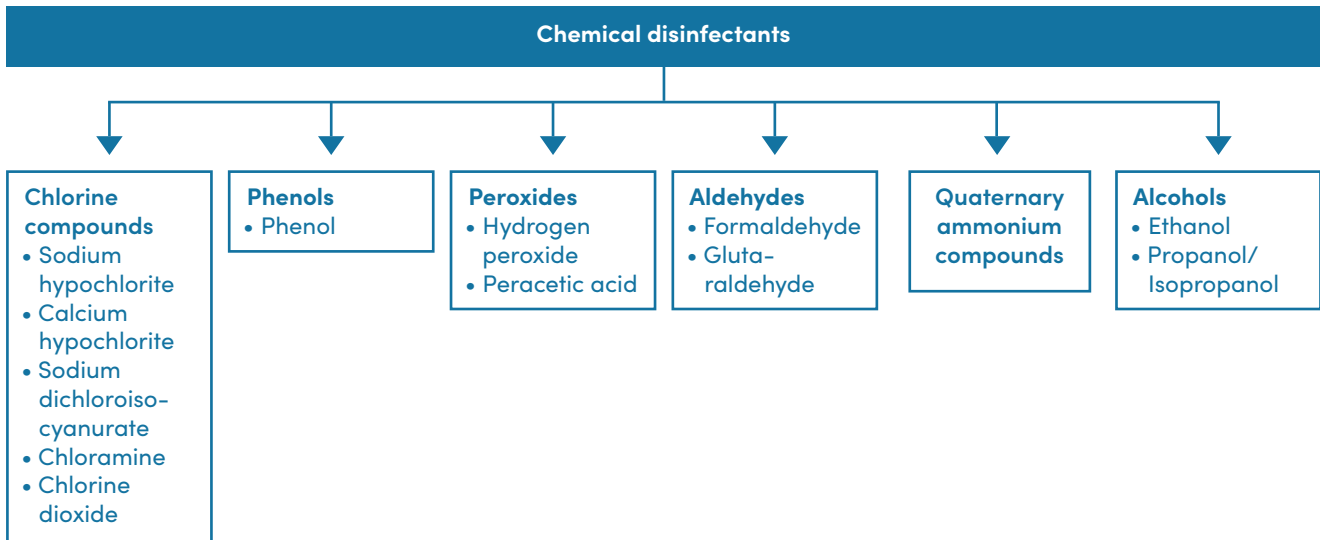 Chemical disinfectants
Chlorine
compounds
• Sodium
hypochlorite
• Calcium
hypochlorite
• Sodium
dichloroiso-
cyanurate
• Chloramine
• Chlorine
dioxide
Phenols
• Phenol
Peroxides
• Hydrogen
peroxide
• Peracetic acid
Aldehydes
• Formaldehyde
• Gluta-
raldehyde
Quaternary
ammonium
compounds
Alcohols
• Ethanol
• Propanol/
Isopropanol